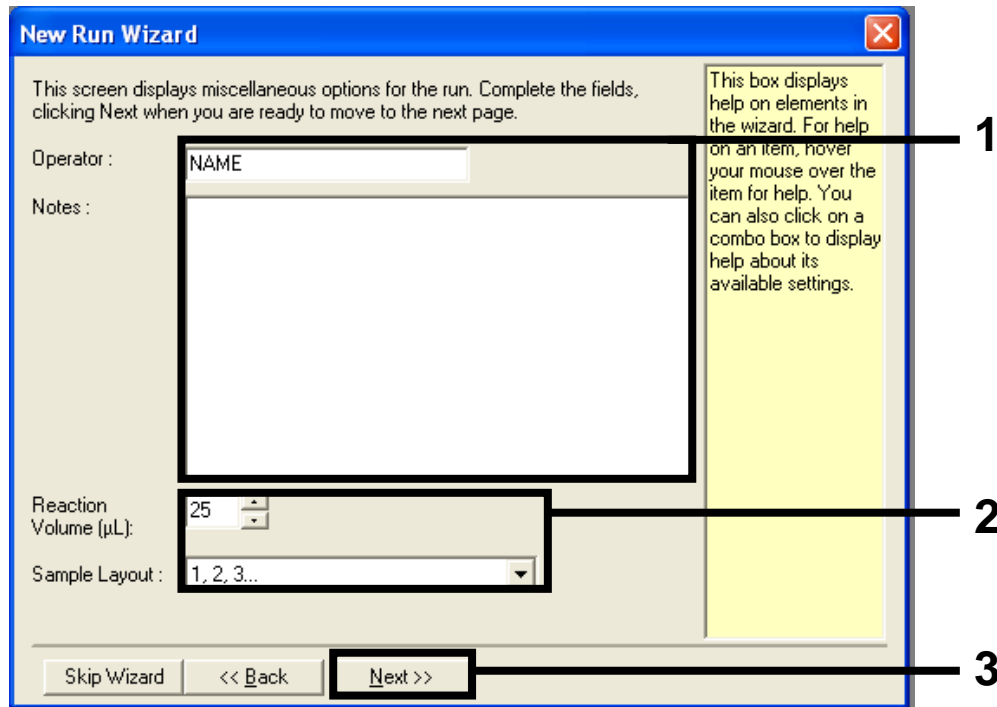 New Run Wizard
This screen displays miscellaneous options for the run. Complete the fields,
clicking Next when you are ready to move to the next page.
Operator :
NAME
Notes :
Reaction
Volume (µL):
25
Sample Layout :
1, 2, 3...
Skip Wizard
<< Back
Next >>
This box displays
help on elements in
the wizard. For help
on an item, hover
your mouse over the
item for help. You
can also click on a
combo box to display
help about its
available settings.
1
2
3